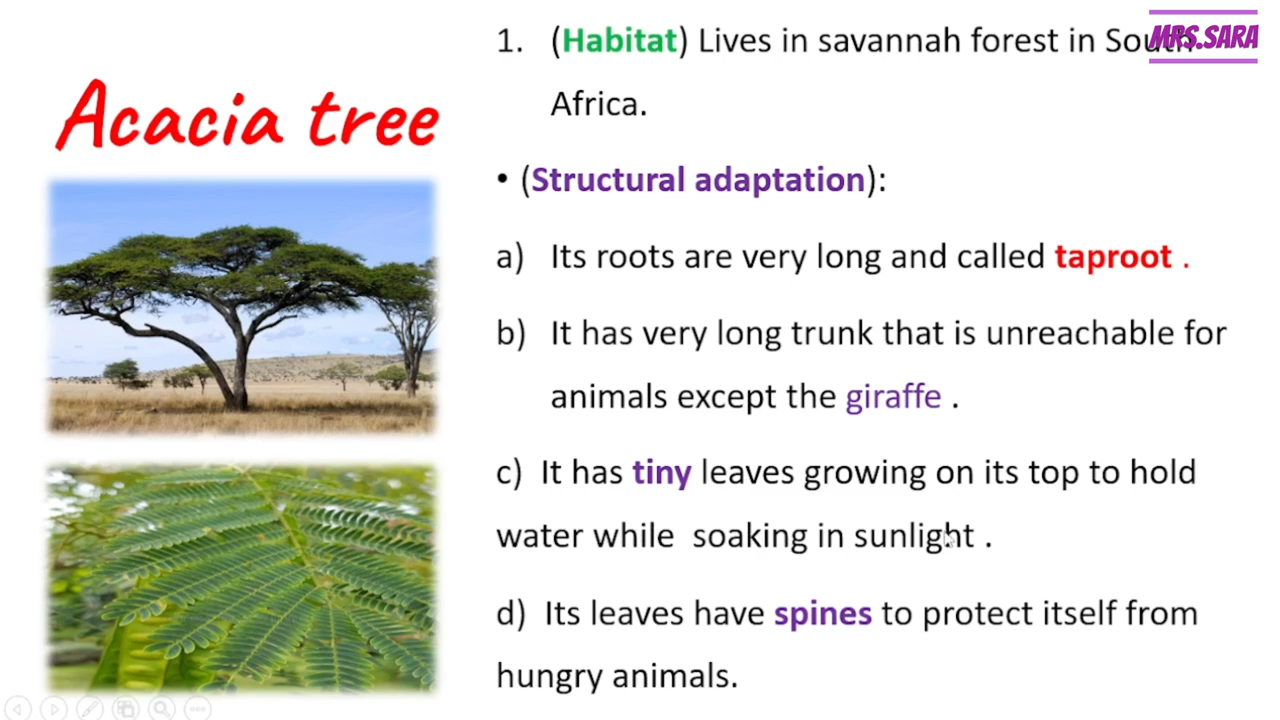 MRS.SARA
Acacia tree
1. (Habitat) Lives in savannah forest in South
Africa.
• (Structural adaptation):
a) Its roots are very long and called taproot .
b) It has very long trunk that is unreachable for
animals except the giraffe .
c) It has tiny leaves growing on its top to hold
water while soaking in sunlight .
d) Its leaves have spines to protect itself from
hungry animals.